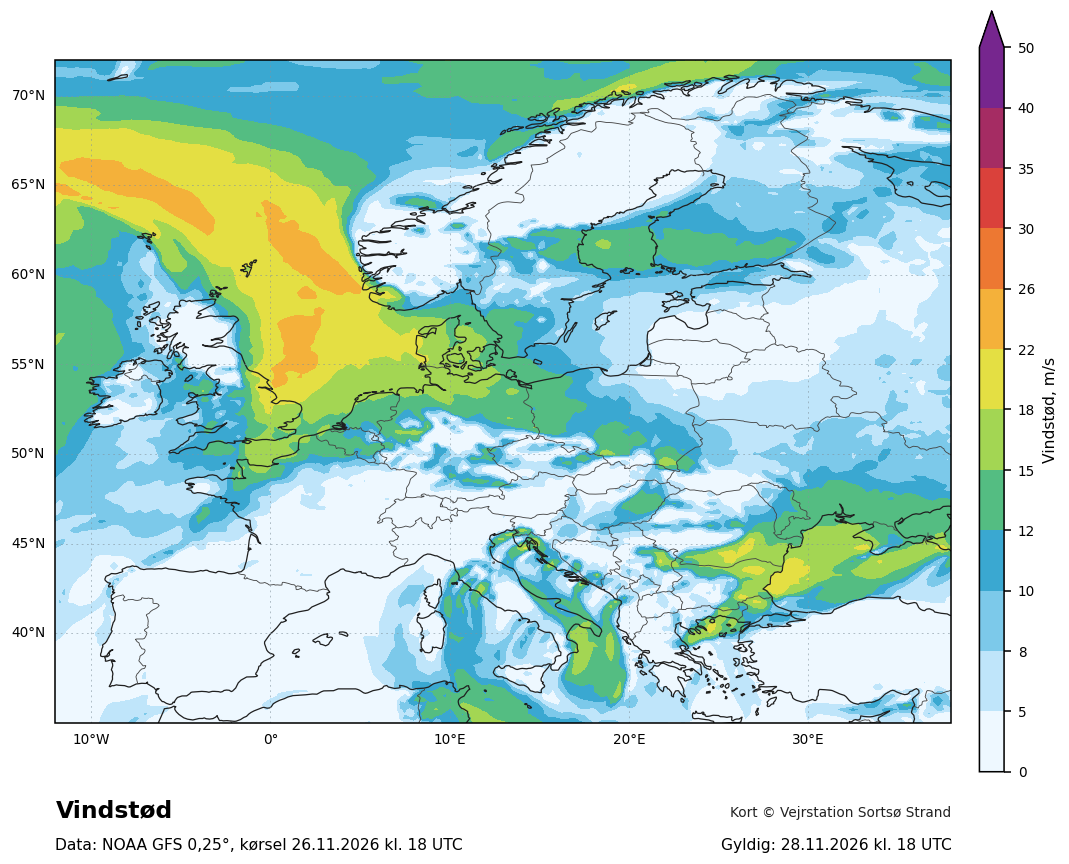 50
40
35
30
26
22
18
15
12
10
8
5
0
Vindstød, m/s
70°N
65°N
60°N
55°N
50°N
45°N
40°N
10°W
0°
10°E
20°E
30°E
Vindstød
Kort © Vejrstation Sortsø Strand
Data: NOAA GFS 0,25°, kørsel 26.11.2026 kl. 18 UTC
Gyldig: 28.11.2026 kl. 18 UTC